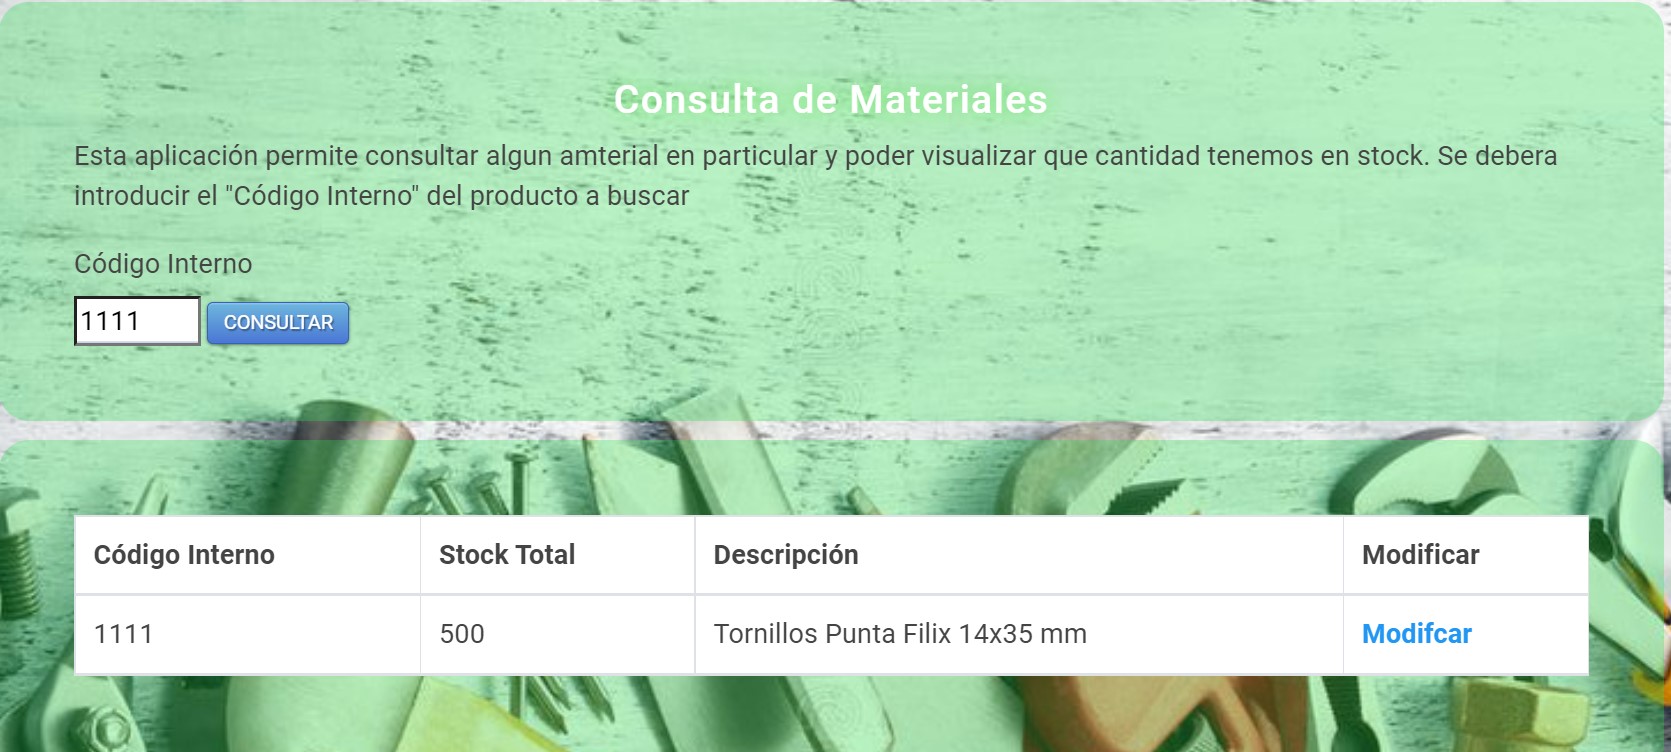 Consulta de Materiales
Esta aplicación permite consultar algun amterial en particular y poder visualizar que cantidad tenemos en stock. Se debera
introducir el "Código Interno" del producto a buscar
Código Interno
1111 CONSULTAR
Código Interno Stock Total Descripción Modificar
1111 500 Tornillos Punta Filix 14x35 mm Modifcar